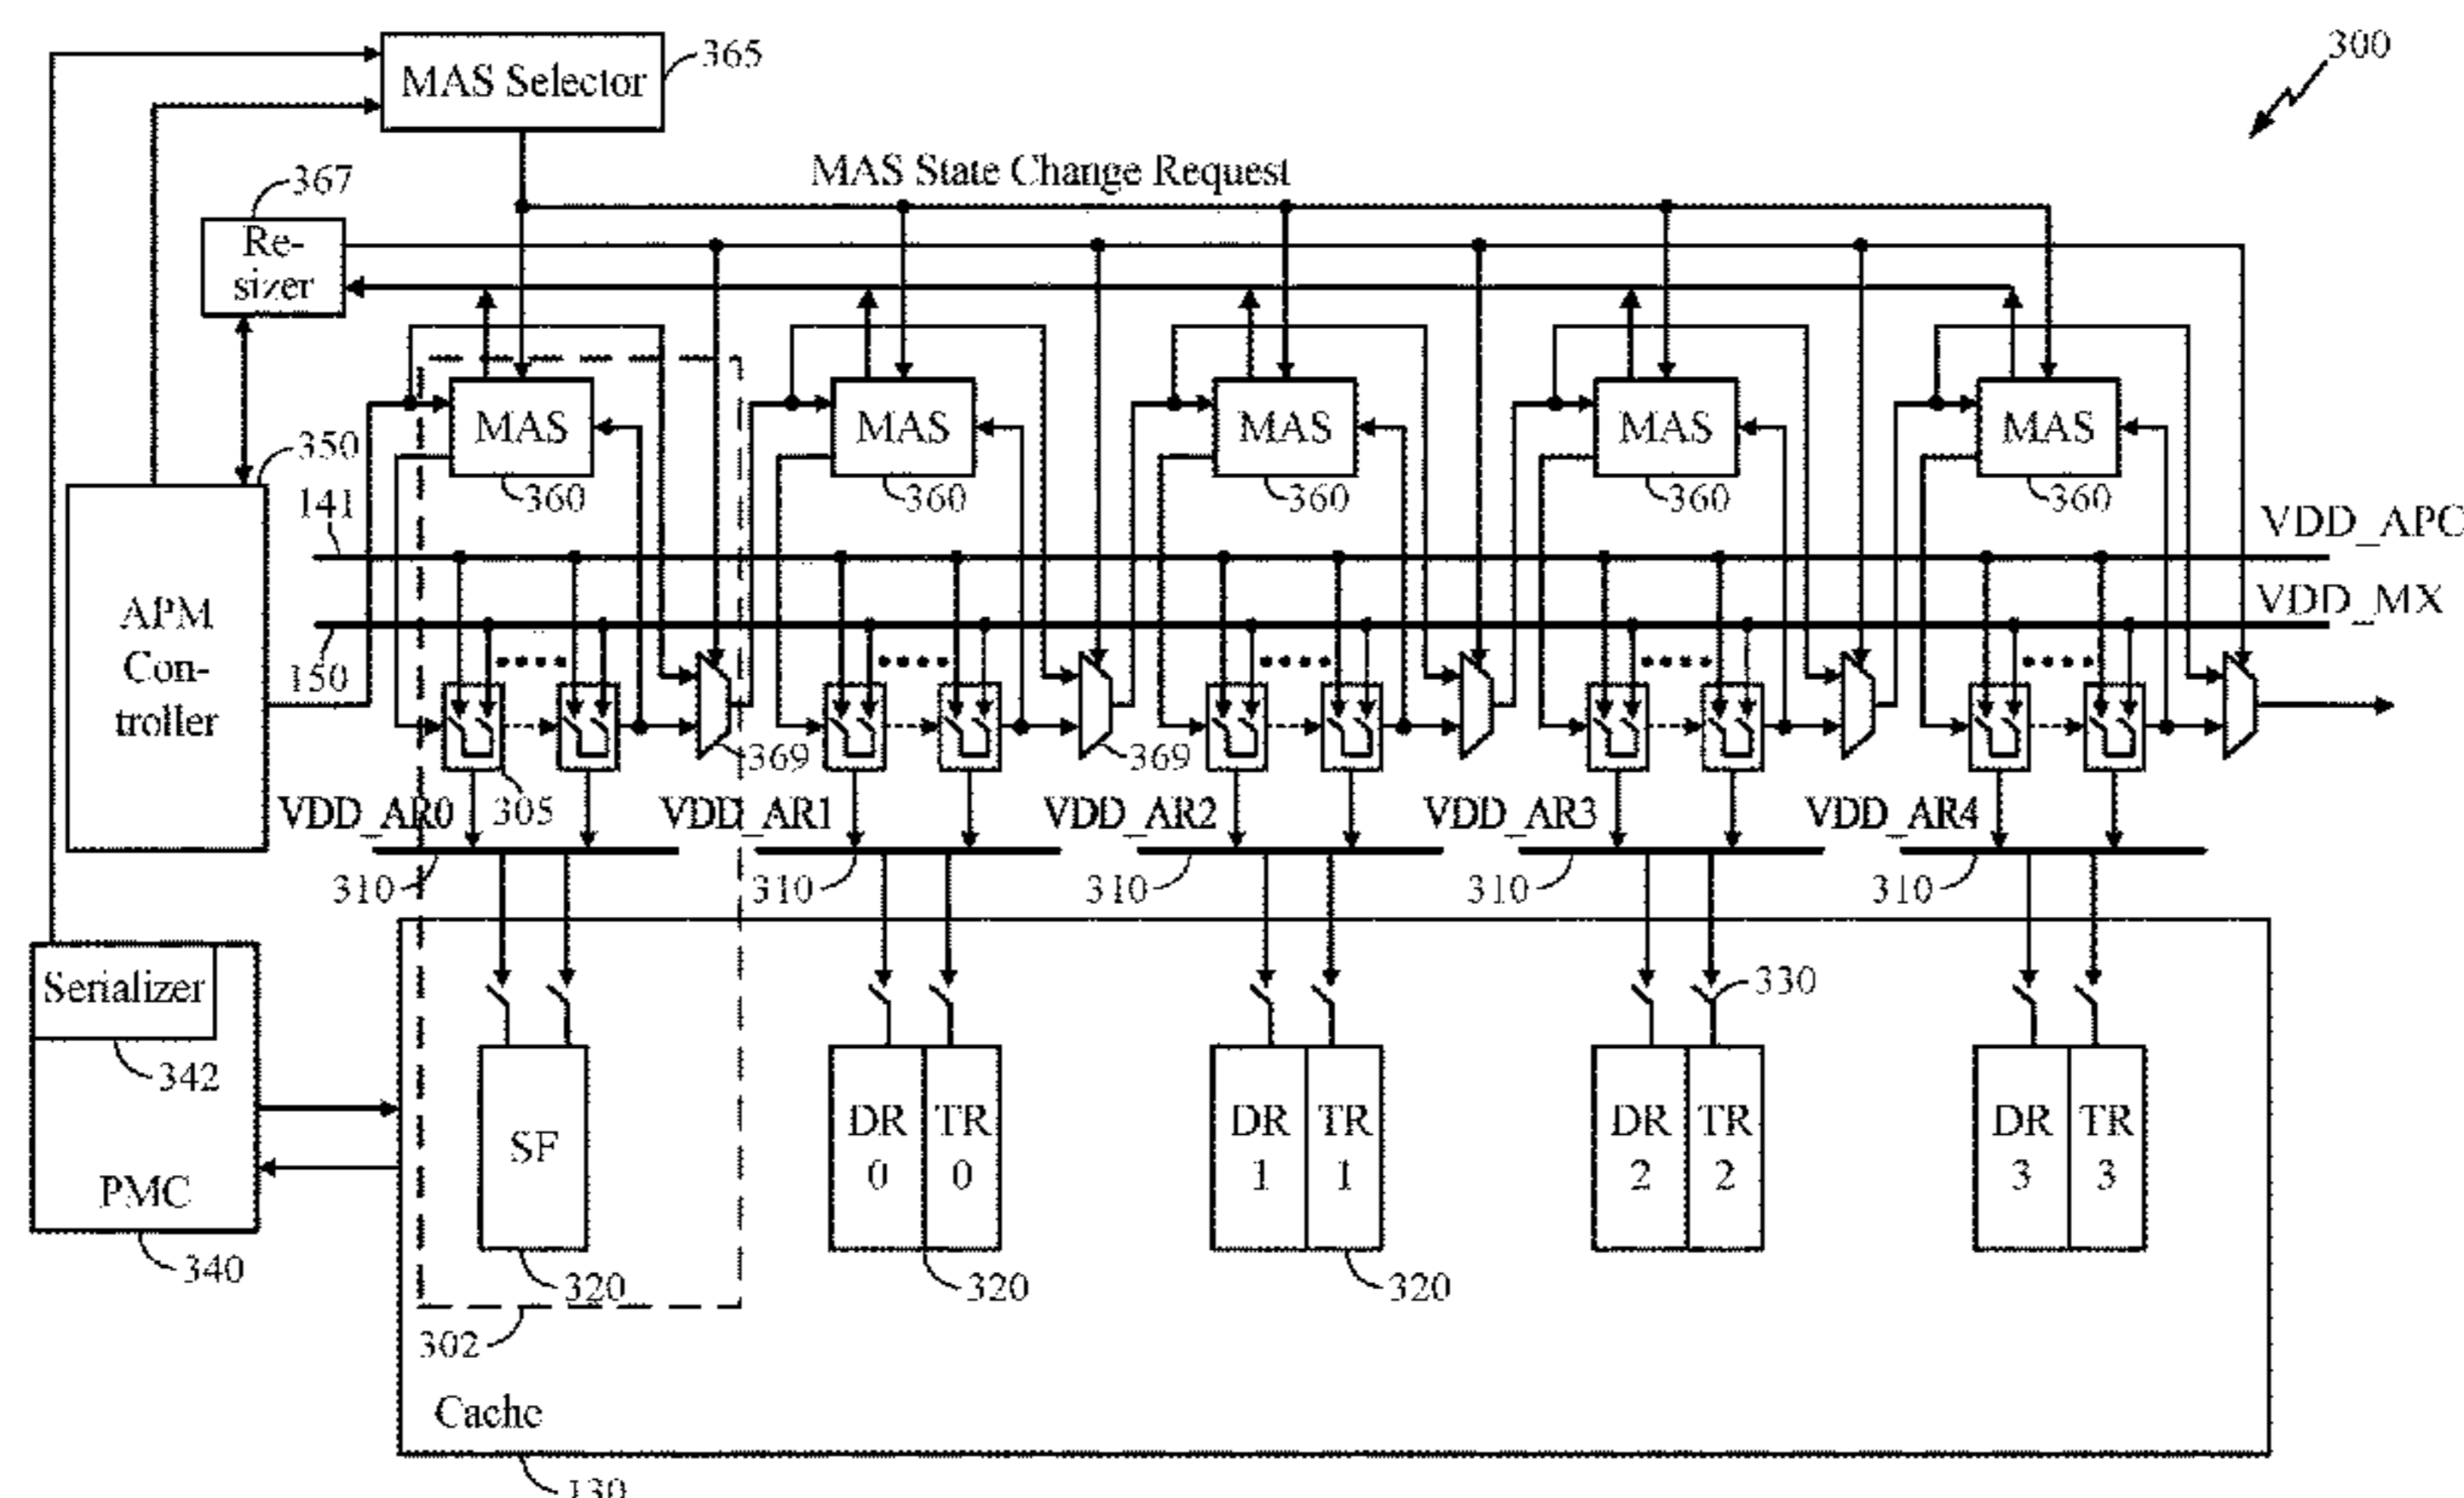 300
MAS Selector
365
MAS State Change Request
367
Re-
sizer
MAS
MAS
MAS
MAS
MAS
350
360
360
360
360
360
141
VDD_APC
VDD_MX
APM
Con-
troller
150
369
369
305
VDD_AR0
VDD_AR1
VDD_AR2
VDD_AR3
VDD_AR4
310
310
310
310
310
Serializer
330
342
SF
DR
0
TR
0
DR
1
TR
1
DR
2
TR
2
DR
3
TR
3
PMC
340
320
320
320
302
Cache
130